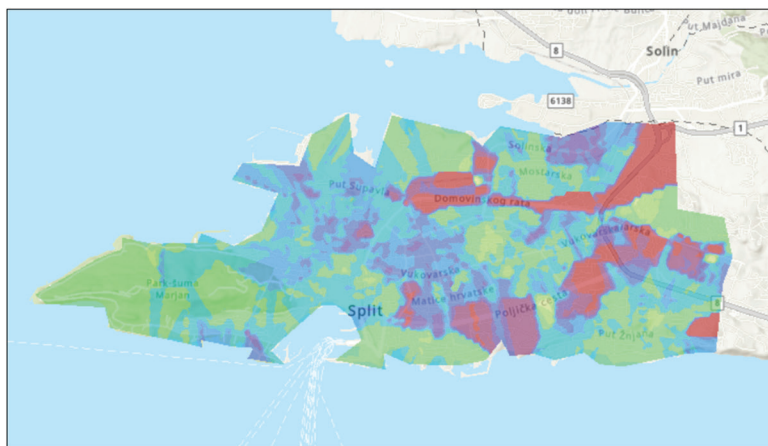 Put Majdana
8
Solin
Put mira
6138
1
Solinska
Mostarska
Put Supavla
Domovinskog rata
Vukovarska
Vukovarska
Park šuma
Marjan
Matice hrvatske
Poljička cesta
8
Split
Put Žnjana